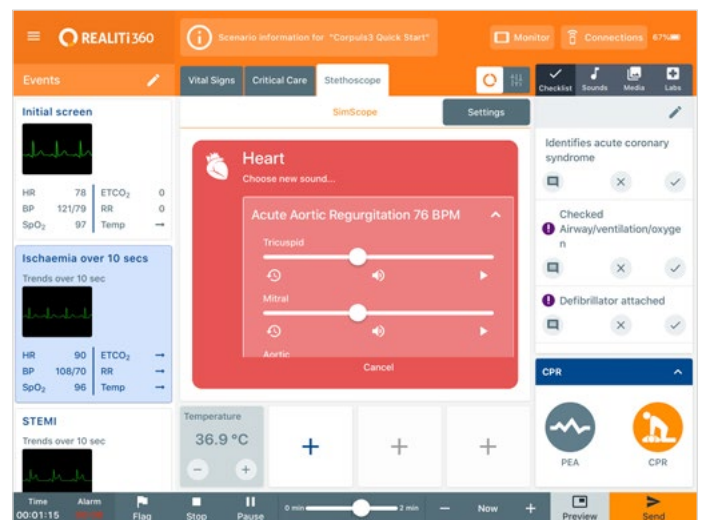 REALITi360
Scenario information for "Corpuls3 Quick Start"
Monitor
Connections
67%
Events
Vital Signs
Critical Care
Stethoscope
Checklist
Sounds
Media
Labs
Initial screen
HR 78 ETCO₂ 0
BP 121/79 RR 0
SpO₂ 97 Temp →
Ischaemia over 10 secs
Trends over 10 sec
HR 90 ETCO₂ →
BP 108/70 RR →
SpO₂ 96 Temp →
STEMI
Trends over 10 sec
SimScope
Settings
Heart
Choose new sound...
Acute Aortic Regurgitation 76 BPM
Tricuspid
Mitral
Aortic
Cancel
Temperature
36.9 °C
Identifies acute coronary
syndrome
Checked
Airway/ventilation/oxyge
n
Defibrillator attached
CPR
PEA
CPR
Time
00:01:15
Alarm
Flag
Stop
Pause
0 min
2 min
Now
Preview
Send